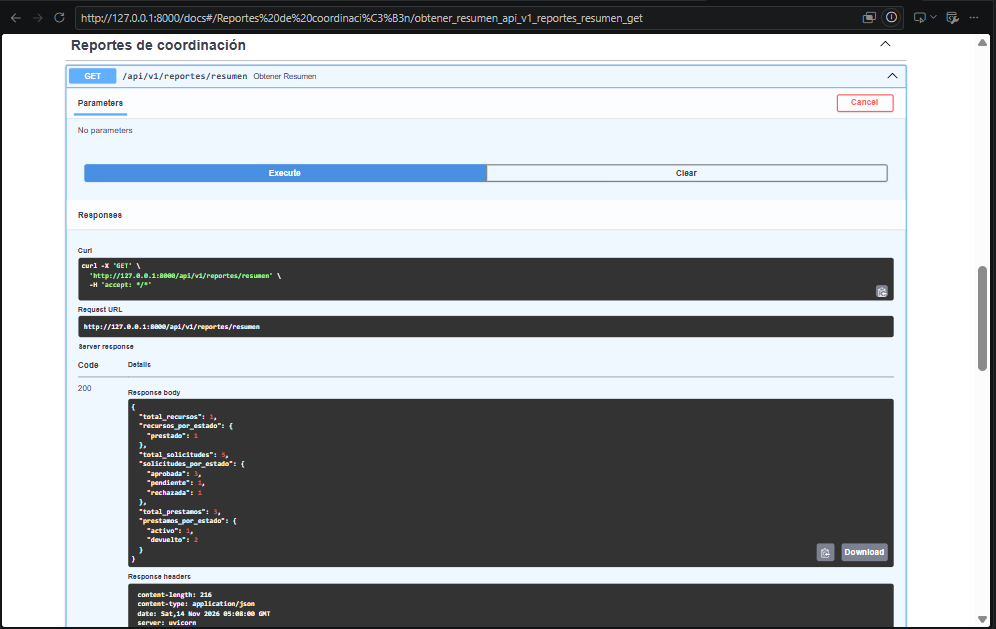 http://127.0.0.1:8000/docs#/Reportes%20de%20coordinaci%C3%B3n/obtener_resumen_api_v1_reportes_resumen_get
Reportes de coordinación
GET /api/v1/reportes/resumen Obtener Resumen
Parameters
Cancel
No parameters
Execute
Clear
Responses
Curl
curl -X 'GET' \
'http://127.0.0.1:8000/api/v1/reportes/resumen' \
-H 'accept: */*'
Request URL
http://127.0.0.1:8000/api/v1/reportes/resumen
Server response
Code Details
200
Response body
{
"total_recursos": 1,
"recursos_por_estado": {
"prestado": 1
},
"total_solicitudes": 5,
"solicitudes_por_estado": {
"aprobada": 3,
"pendiente": 1,
"rechazada": 1
},
"total_prestamos": 3,
"prestamos_por_estado": {
"activo": 1,
"devuelto": 2
}
}
Download
Response headers
content-length: 216
content-type: application/json
date: Sat,14 Nov 2026 05:08:00 GMT
server: uvicorn